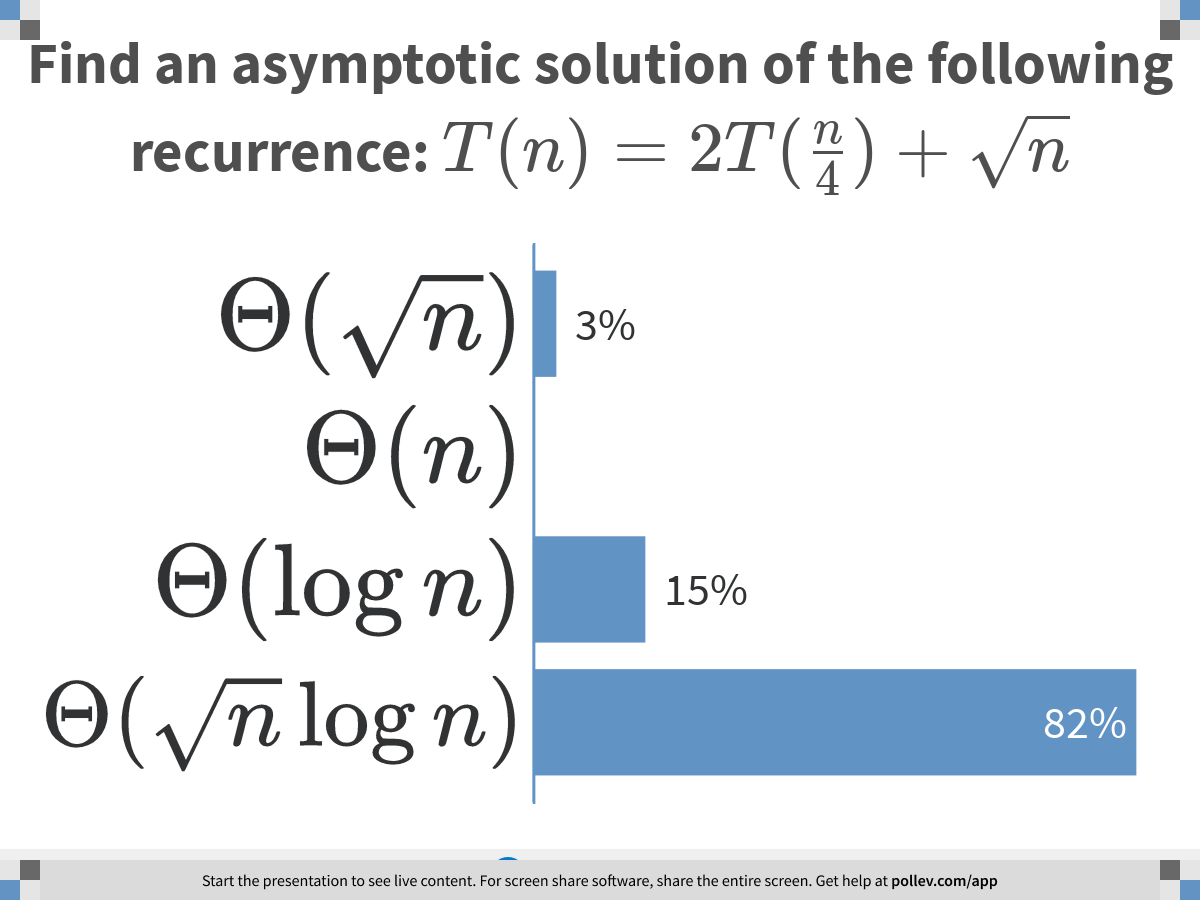 Find an asymptotic solution of the following
recurrence: T(n) = 2T(n/4) + √n
Θ(√n) 3%
Θ(n)
Θ(log n) 15%
Θ(√n log n) 82%
Start the presentation to see live content. For screen share software, share the entire screen. Get help at pollev.com/app